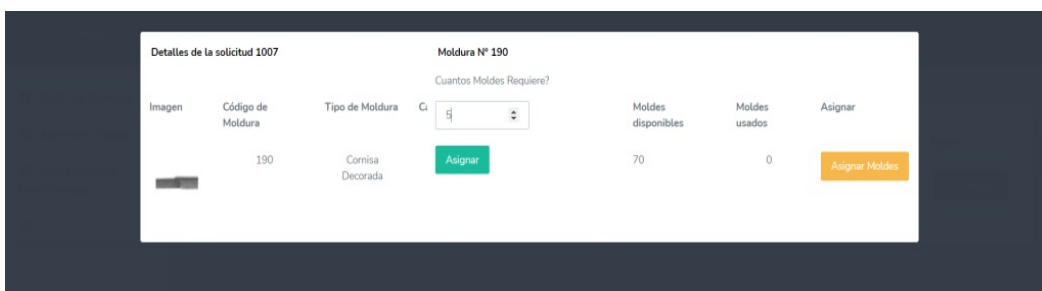 Detalles de la solicitud 1007
Moldura N° 190
Cuantos Moldes Requiere?
Imagen Código de Moldura Tipo de Moldura 5 Moldes disponibles Moldes usados Asignar
190 Cornisa Decorada Asignar 70 0 Asignar Moldes